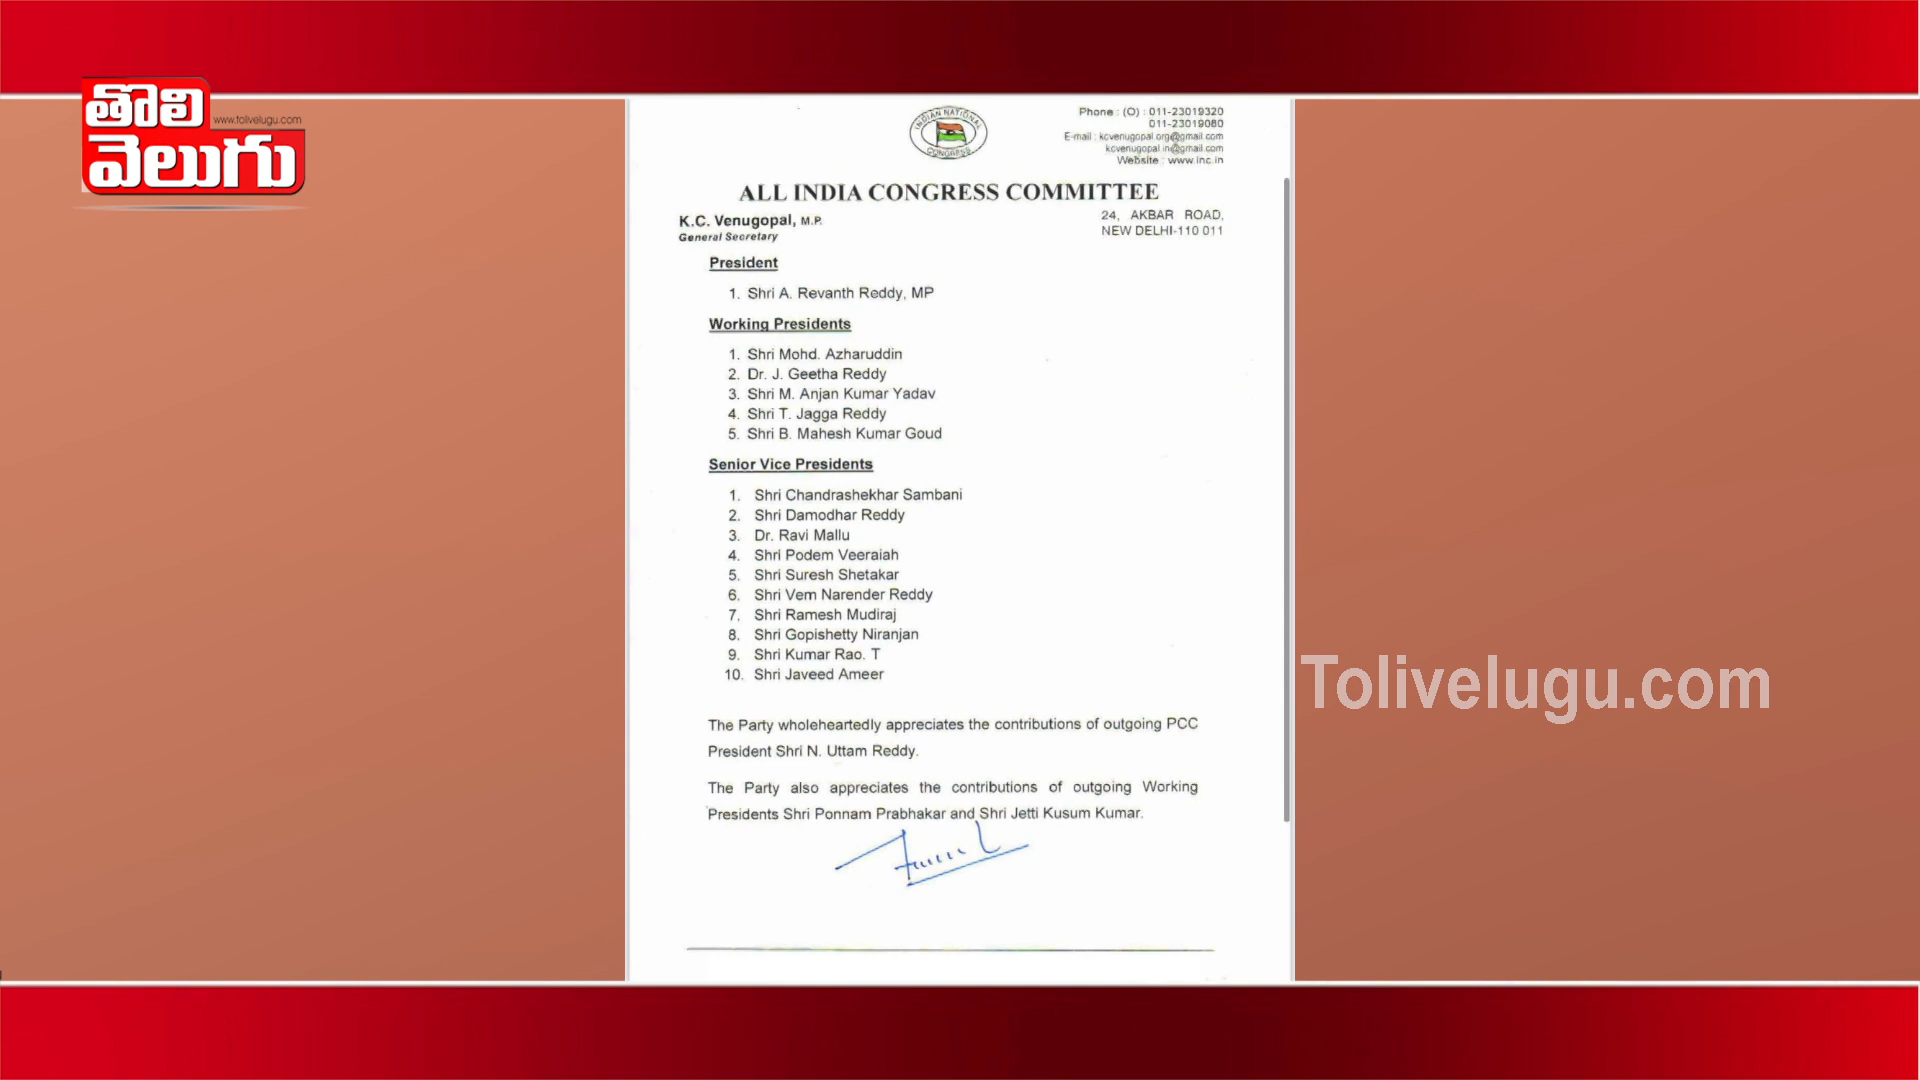 తొలి
వెలుగు
www.tolivelugu.com
INDIAN NATIONAL
CONGRESS
Phone : (O) : 011-23019320
011-23019080
E-mail : kcvenugopal.org@gmail.com
kcvenugopal.in@gmail.com
Website : www.inc.in
ALL INDIA CONGRESS COMMITTEE
K.C. Venugopal, M.P.
General Secretary
24, AKBAR ROAD,
NEW DELHI-110 011
President
1. Shri A. Revanth Reddy, MP
Working Presidents
1. Shri Mohd. Azharuddin
2. Dr. J. Geetha Reddy
3. Shri M. Anjan Kumar Yadav
4. Shri T. Jagga Reddy
5. Shri B. Mahesh Kumar Goud
Senior Vice Presidents
1. Shri Chandrashekhar Sambani
2. Shri Damodhar Reddy
3. Dr. Ravi Mallu
4. Shri Podem Veeraiah
5. Shri Suresh Shetakar
6. Shri Vem Narender Reddy
7. Shri Ramesh Mudiraj
8. Shri Gopishetty Niranjan
9. Shri Kumar Rao. T
10. Shri Javeed Ameer
The Party wholeheartedly appreciates the contributions of outgoing PCC
President Shri N. Uttam Reddy.
The Party also appreciates the contributions of outgoing Working
Presidents Shri Ponnam Prabhakar and Shri Jetti Kusum Kumar.
Tolivelugu.com